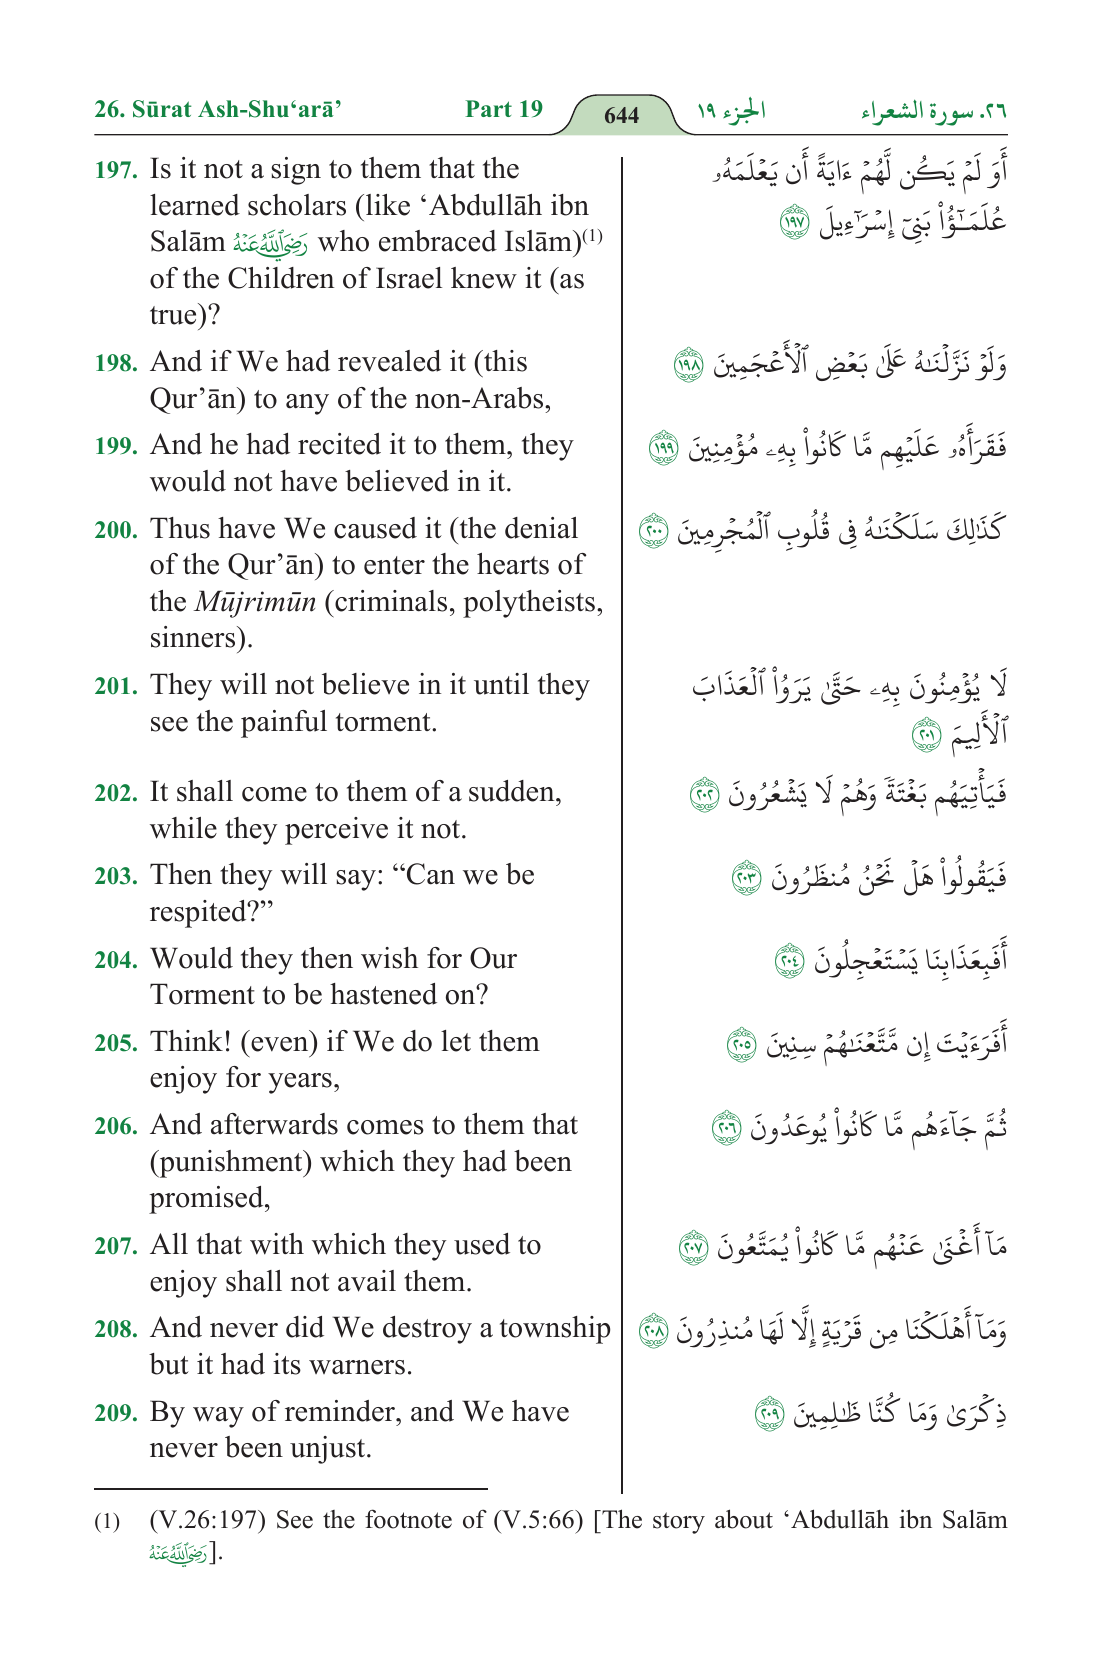 26. Sūrat Ash-Shu‘arā’ Part 19 644 الجزء ١٩ ٢٦. سورة الشعراء
197. Is it not a sign to them that the
learned scholars (like ‘Abdullāh ibn
Salām رَضِيَ ٱللَّهُ عَنْهُ who embraced Islām)(1)
of the Children of Israel knew it (as
true)?
أَوَ لَمْ يَكُن لَّهُمْ ءَايَةً أَن يَعْلَمَهُۥ
عُلَمَـٰٓؤُا۟ بَنِىٓ إِسْرَٰٓءِيلَ ١٩٧
198. And if We had revealed it (this
Qur’ān) to any of the non-Arabs,
وَلَوْ نَزَّلْنَـٰهُ عَلَىٰ بَعْضِ ٱلْأَعْجَمِينَ ١٩٨
199. And he had recited it to them, they
would not have believed in it.
فَقَرَأَهُۥ عَلَيْهِم مَّا كَانُوا۟ بِهِۦ مُؤْمِنِينَ ١٩٩
200. Thus have We caused it (the denial
of the Qur’ān) to enter the hearts of
the Mūjrimūn (criminals, polytheists,
sinners).
كَذَٰلِكَ سَلَكْنَـٰهُ فِى قُلُوبِ ٱلْمُجْرِمِينَ ٢٠٠
201. They will not believe in it until they
see the painful torment.
لَا يُؤْمِنُونَ بِهِۦ حَتَّىٰ يَرَوُا۟ ٱلْعَذَابَ
ٱلْأَلِيمَ ٢٠١
202. It shall come to them of a sudden,
while they perceive it not.
فَيَأْتِيَهُم بَغْتَةً وَهُمْ لَا يَشْعُرُونَ ٢٠٢
203. Then they will say: “Can we be
respited?”
فَيَقُولُوا۟ هَلْ نَحْنُ مُنظَرُونَ ٢٠٣
204. Would they then wish for Our
Torment to be hastened on?
أَفَبِعَذَابِنَا يَسْتَعْجِلُونَ ٢٠٤
205. Think! (even) if We do let them
enjoy for years,
أَفَرَءَيْتَ إِن مَّتَّعْنَـٰهُمْ سِنِينَ ٢٠٥
206. And afterwards comes to them that
(punishment) which they had been
promised,
ثُمَّ جَآءَهُم مَّا كَانُوا۟ يُوعَدُونَ ٢٠٦
207. All that with which they used to
enjoy shall not avail them.
مَآ أَغْنَىٰ عَنْهُم مَّا كَانُوا۟ يُمَتَّعُونَ ٢٠٧
208. And never did We destroy a township
but it had its warners.
وَمَآ أَهْلَكْنَا مِن قَرْيَةٍ إِلَّا لَهَا مُنذِرُونَ ٢٠٨
209. By way of reminder, and We have
never been unjust.
ذِكْرَىٰ وَمَا كُنَّا ظَـٰلِمِينَ ٢٠٩
(1) (V.26:197) See the footnote of (V.5:66) [The story about ‘Abdullāh ibn Salām
رَضِيَ ٱللَّهُ عَنْهُ].